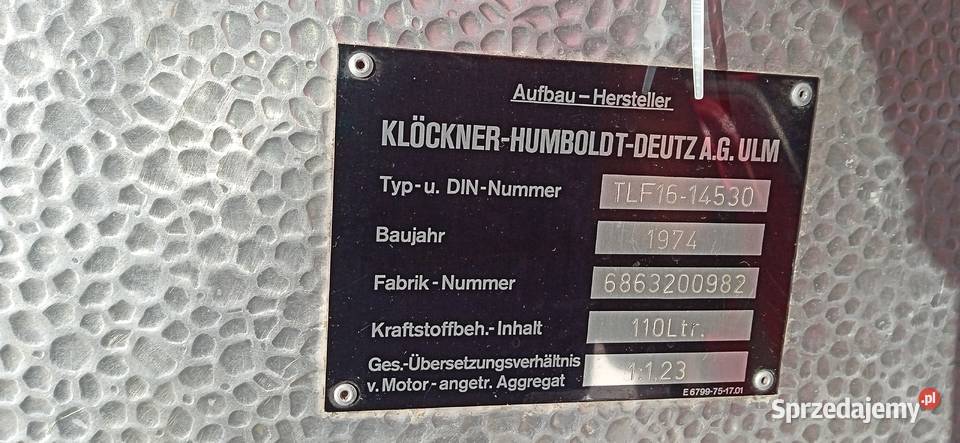 Aufbau-Hersteller
KLÖCKNER-HUMBOLDT-DEUTZ A.G. ULM
Typ-u. DIN-Nummer TLF16-14530
Baujahr 1974
Fabrik-Nummer 6863200982
Kraftstoffbeh.-Inhalt 110Ltr.
Ges.-Übersetzungsverhältnis
v. Motor-angetr. Aggregat 1:1.23
E 6799-75-17.01
Sprzedajemy.pl